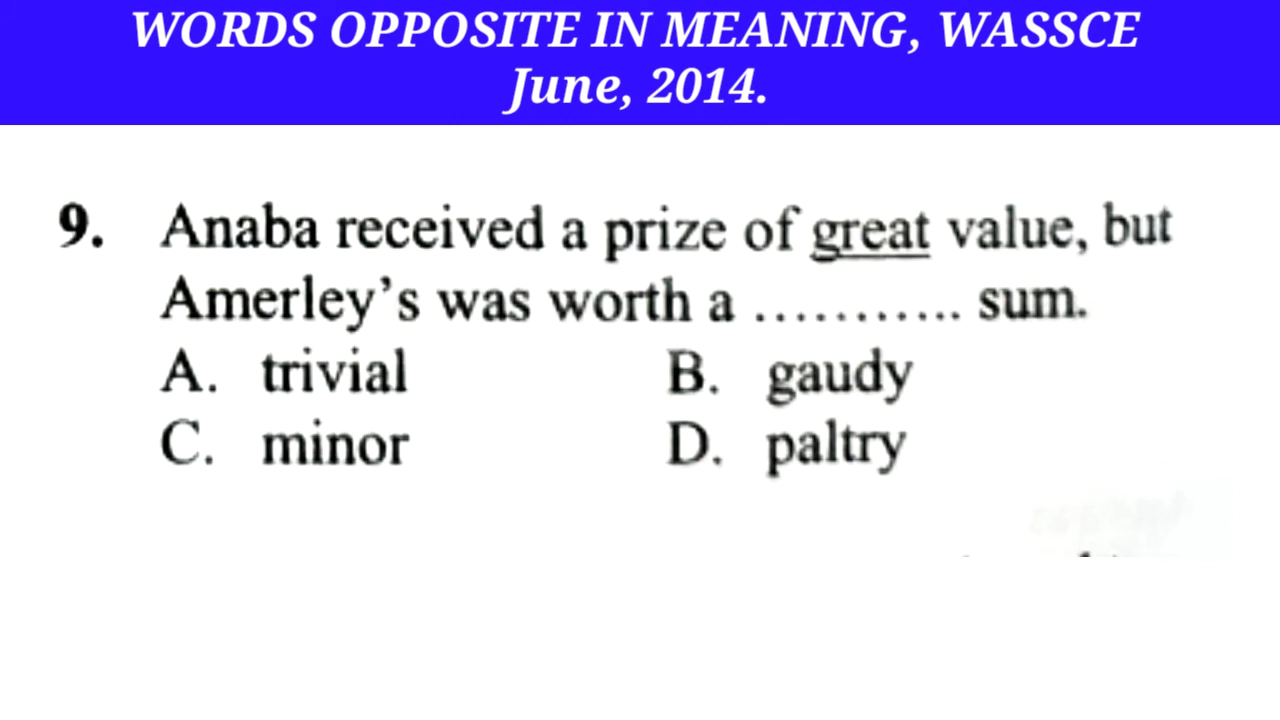 WORDS OPPOSITE IN MEANING, WASSCE
June, 2014.
9. Anaba received a prize of great value, but
Amerley's was worth a ........... sum.
A. trivial B. gaudy
C. minor D. paltry